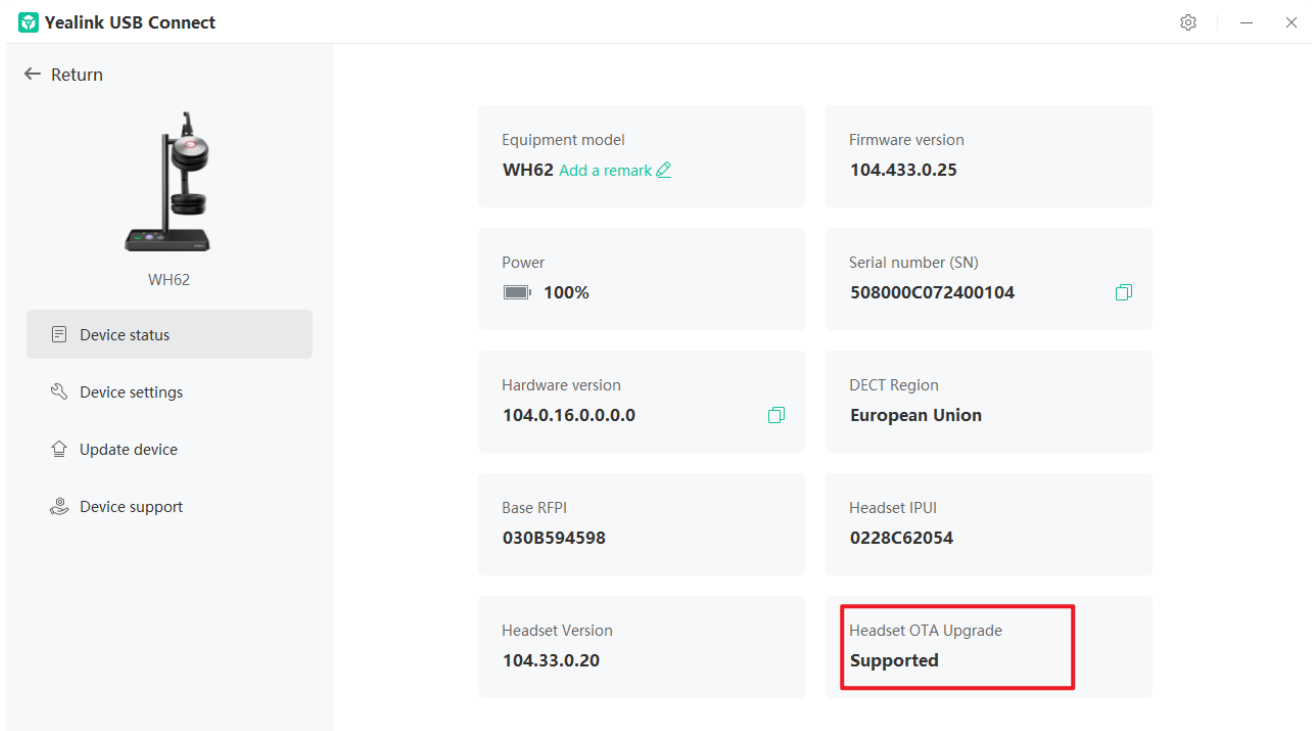 Yealink USB Connect
Return
WH62
Device status
Device settings
Update device
Device support
Equipment model
WH62 Add a remark
Firmware version
104.433.0.25
Power
100%
Serial number (SN)
508000C072400104
Hardware version
104.0.16.0.0.0.0
DECT Region
European Union
Base RFPI
030B594598
Headset IPUI
0228C62054
Headset Version
104.33.0.20
Headset OTA Upgrade
Supported